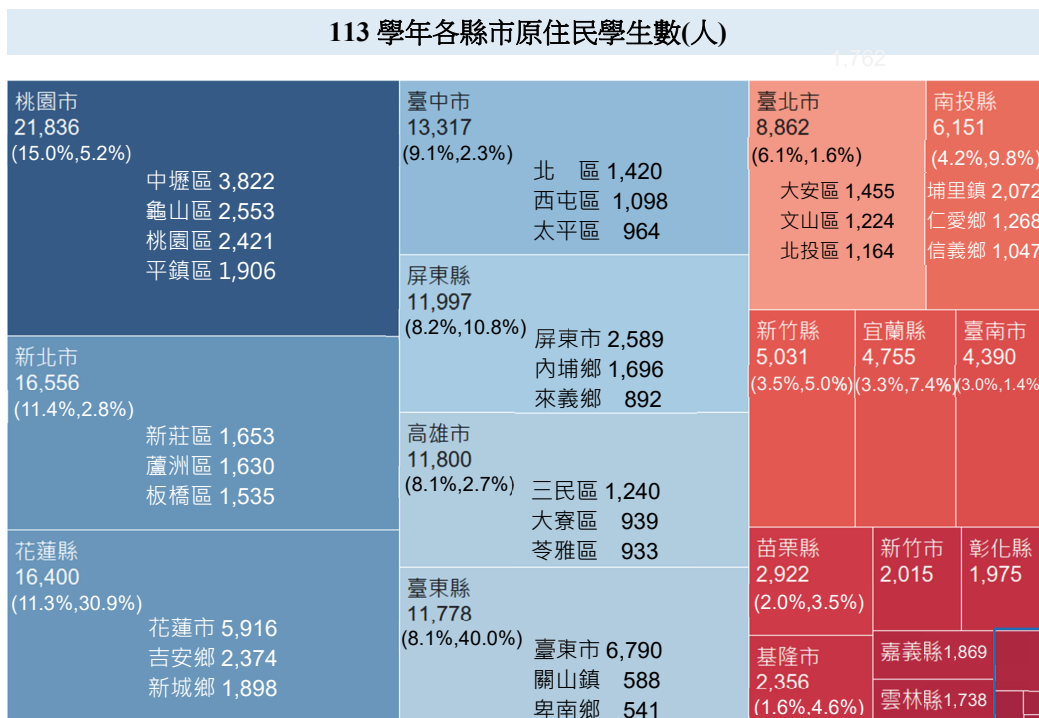 113 學年各縣市原住民學生數(人)
1,762
桃園市
21,836
(15.0%,5.2%)
中壢區 3,822
龜山區 2,553
桃園區 2,421
平鎮區 1,906
新北市
16,556
(11.4%,2.8%)
新莊區 1,653
蘆洲區 1,630
板橋區 1,535
花蓮縣
16,400
(11.3%,30.9%)
花蓮市 5,916
吉安鄉 2,374
新城鄉 1,898
臺中市
13,317
(9.1%,2.3%)
北　區 1,420
西屯區 1,098
太平區 964
屏東縣
11,997
(8.2%,10.8%)
屏東市 2,589
內埔鄉 1,696
來義鄉 892
高雄市
11,800
(8.1%,2.7%)
三民區 1,240
大寮區 939
苓雅區 933
臺東縣
11,778
(8.1%,40.0%)
臺東市 6,790
關山鎮 588
卑南鄉 541
臺北市
8,862
(6.1%,1.6%)
大安區 1,455
文山區 1,224
北投區 1,164
南投縣
6,151
(4.2%,9.8%)
埔里鎮 2,072
仁愛鄉 1,268
信義鄉 1,047
新竹縣
5,031
(3.5%,5.0%)
宜蘭縣
4,755
(3.3%,7.4%)
臺南市
4,390
(3.0%,1.4%
苗栗縣
2,922
(2.0%,3.5%)
新竹市
2,015
彰化縣
1,975
基隆市
2,356
(1.6%,4.6%)
嘉義縣1,869
雲林縣1,738